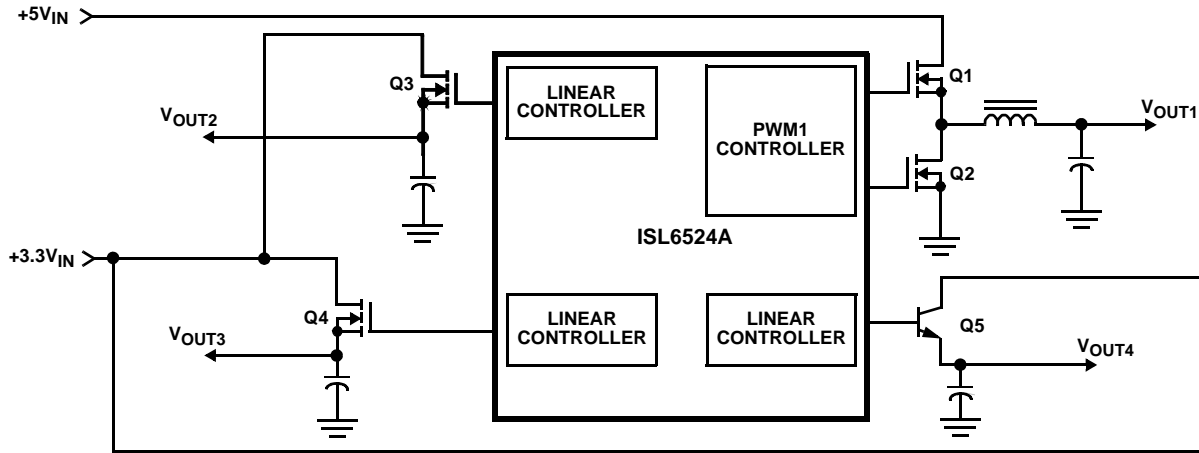 +5VIN
Q3
LINEAR
CONTROLLER
PWM1
CONTROLLER
Q1
VOUT2
VOUT1
Q2
ISL6524A
+3.3VIN
Q4
LINEAR
CONTROLLER
LINEAR
CONTROLLER
Q5
VOUT3
VOUT4